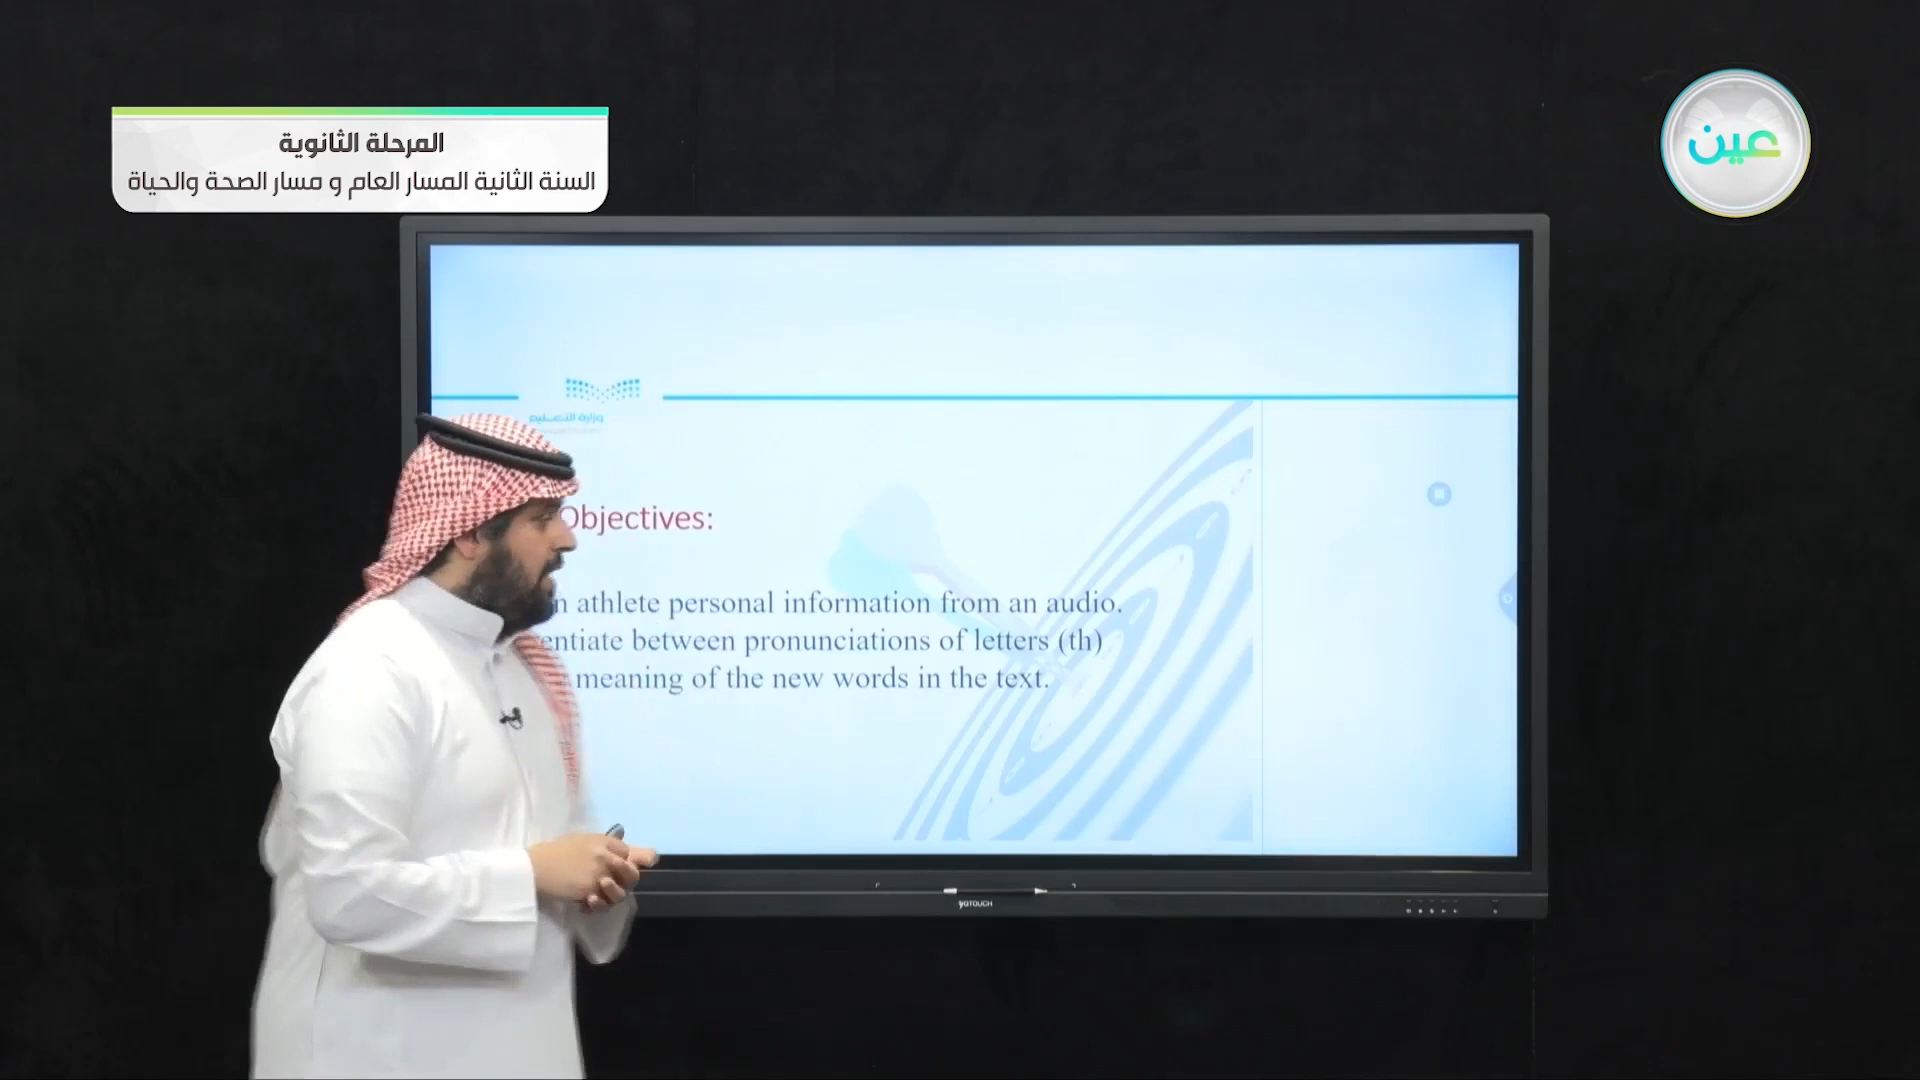 المرحلة الثانوية
السنة الثانية المسار العام و مسار الصحة والحياة
عين
وزارة التعليم
Objectives:
athlete personal information from an audio.
between pronunciations of letters (th)
meaning of the new words in the text.